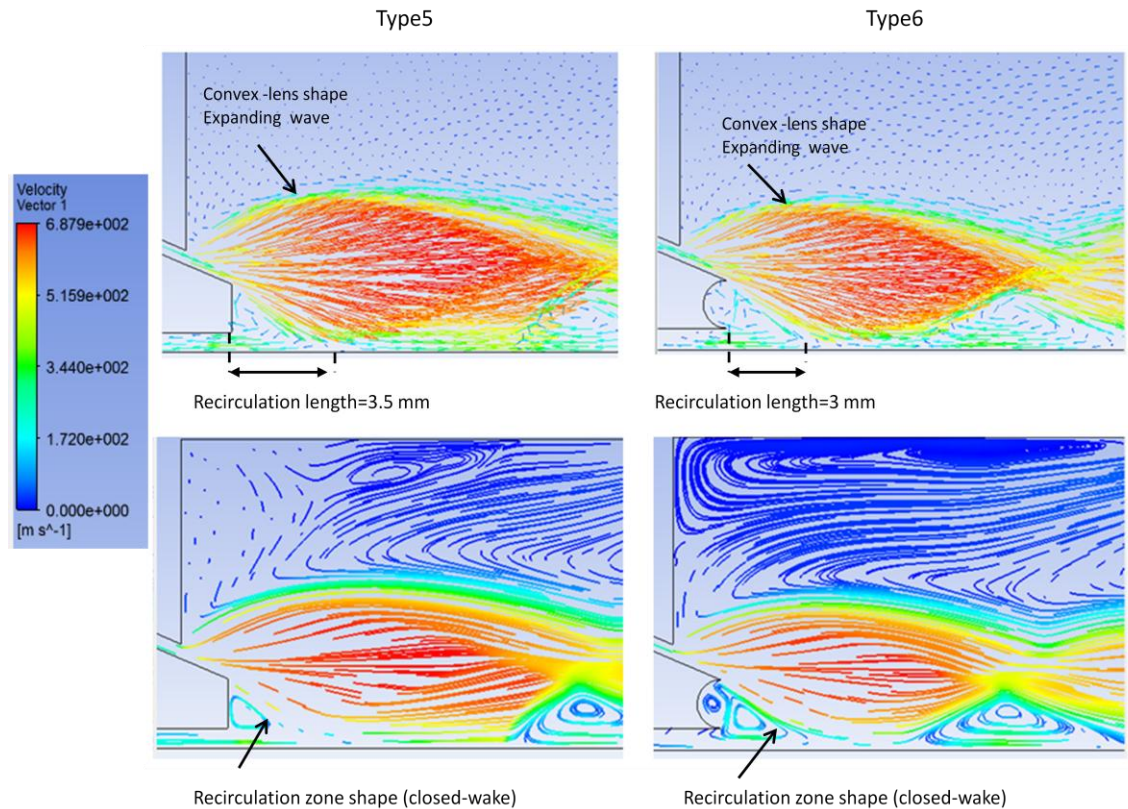 Type5
Type6
Convex -lens shape
Expanding  wave
Convex -lens shape
Expanding  wave
Velocity
Vector 1
6.879e+002
5.159e+002
3.440e+002
1.720e+002
0.000e+000
[m s^-1]
Recirculation length=3.5 mm
Recirculation length=3 mm
Recirculation zone shape (closed-wake)
Recirculation zone shape (closed-wake)